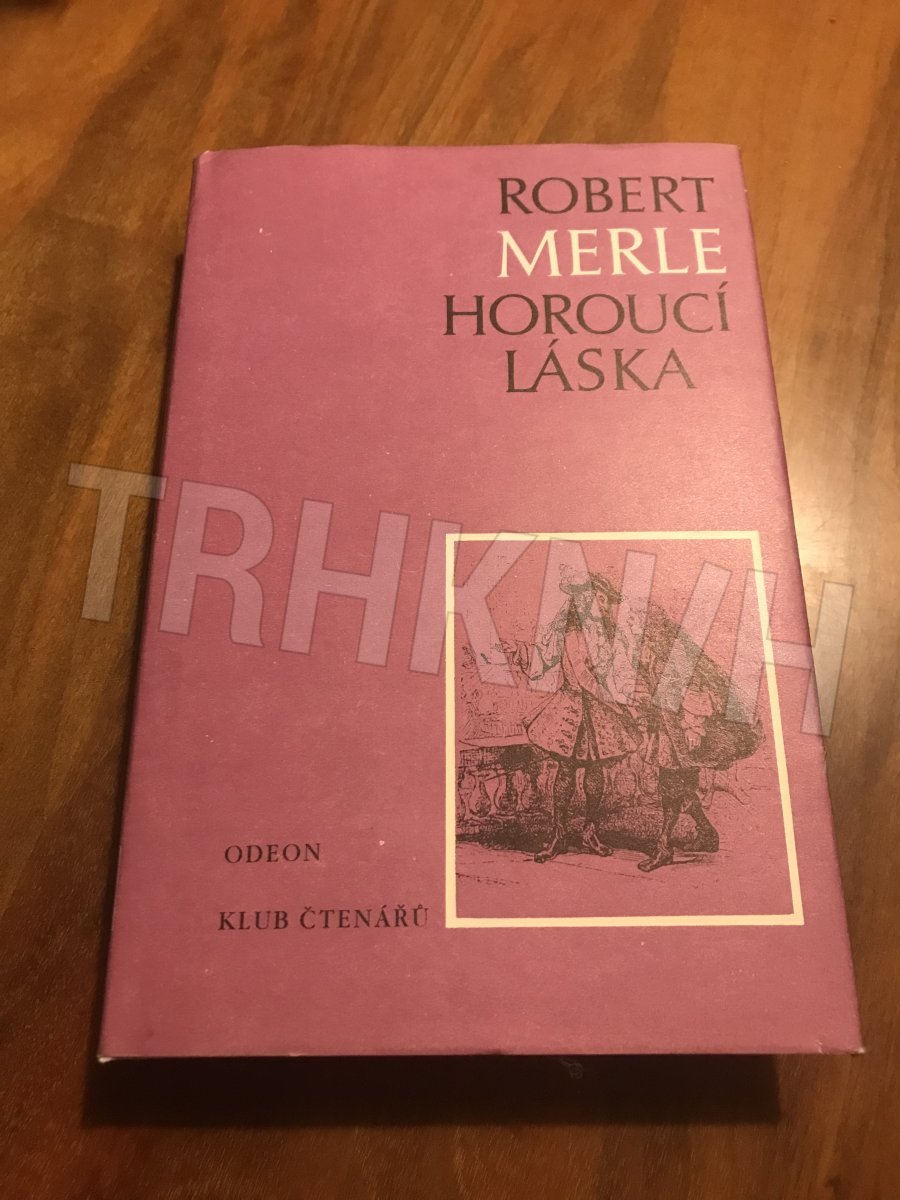 ROBERT
MERLE
HOROUCÍ
LÁSKA
TRHKNIH
ODEON
KLUB ČTENÁŘŮ